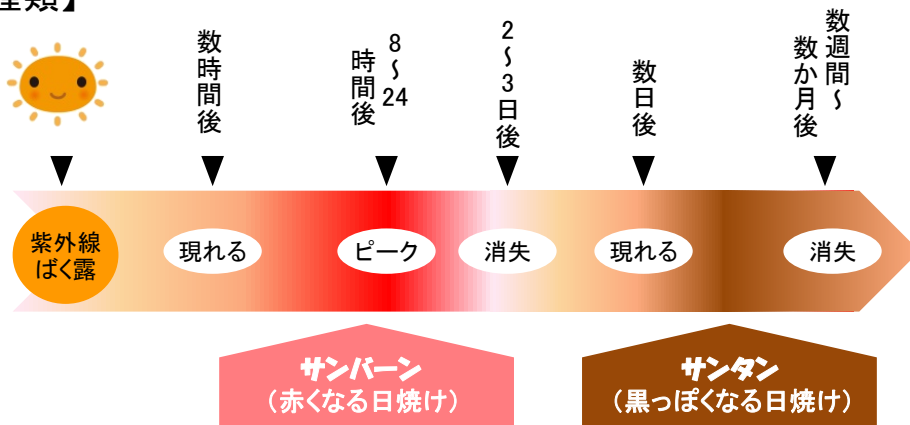 種類】
数時間後
8~24
時間後
2~3日後
数日後
数週間~
数か月後
紫外線
ばく露
現れる
ピーク
消失
現れる
消失
サンバーン
(赤くなる日焼け)
サンタン
(黒っぽくなる日焼け)